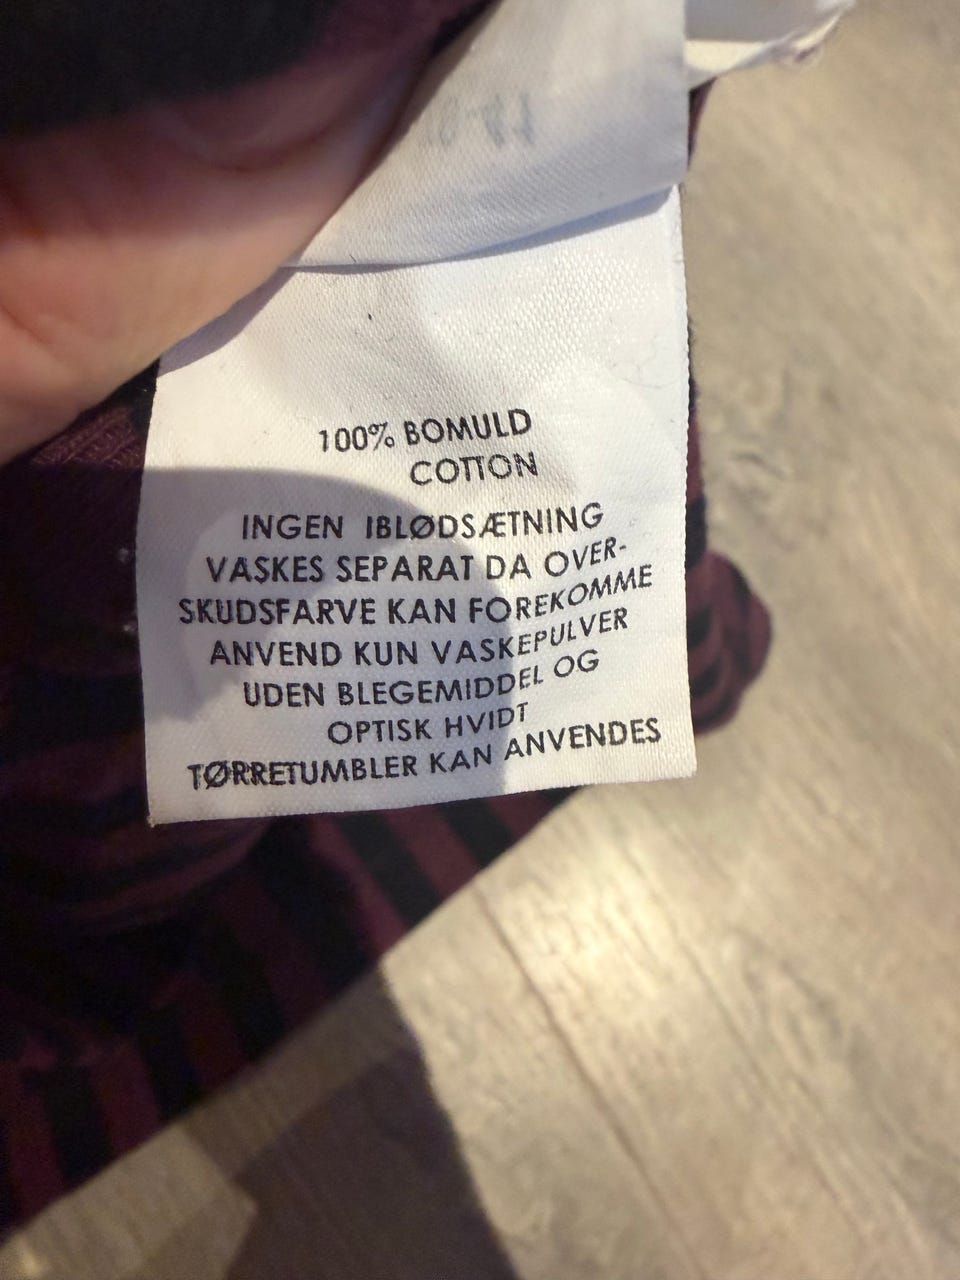 100% BOMULD
COTTON
INGEN IBLØDSÆTNING
VASKES SEPARAT DA OVER-
SKUDSFARVE KAN FOREKOMME
ANVEND KUN VASKEPULVER
UDEN BLEGEMIDDEL OG
OPTISK HVIDT
TØRRETUMBLER KAN ANVENDES